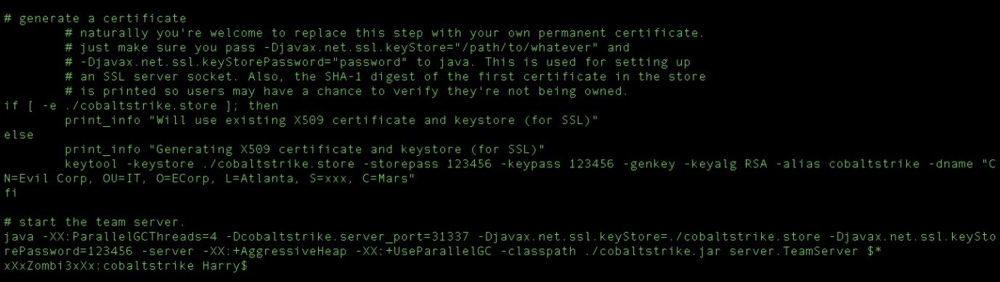 # generate a certificate
# naturally you're welcome to replace this step with your own permanent certificate.
# just make sure you pass -Djavax.net.ssl.keyStore="/path/to/whatever" and
# -Djavax.net.ssl.keyStorePassword="password" to java. This is used for setting up
# an SSL server socket. Also, the SHA-1 digest of the first certificate in the store
# is printed so users may have a chance to verify they're not being owned.
if [ -e ./cobaltstrike.store ]; then
print_info "Will use existing X509 certificate and keystore (for SSL)"
else
print_info "Generating X509 certificate and keystore (for SSL)"
keytool -keystore ./cobaltstrike.store -storepass 123456 -keypass 123456 -genkey -keyalg RSA -alias cobaltstrike -dname "C
N=Evil Corp, OU=IT, O=ECorp, L=Atlanta, S=xxx, C=Mars"
fi
# start the team server.
java -XX:ParallelGCThreads=4 -Dcobaltstrike.server_port=31337 -Djavax.net.ssl.keyStore=./cobaltstrike.store -Djavax.net.ssl.keySto
rePassword=123456 -server -XX:+AggressiveHeap -XX:+UseParallelGC -classpath ./cobaltstrike.jar server.TeamServer $*
xXxZombi3xXx:cobaltstrike Harry$